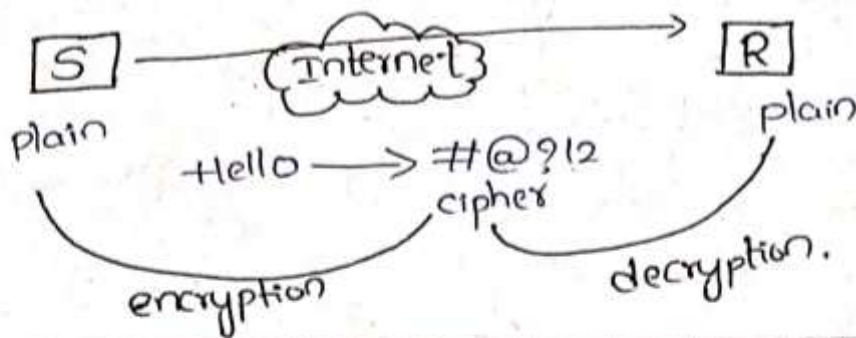 S Internet R
plain plain
Hello → #@?12
cipher
encryption decryption.